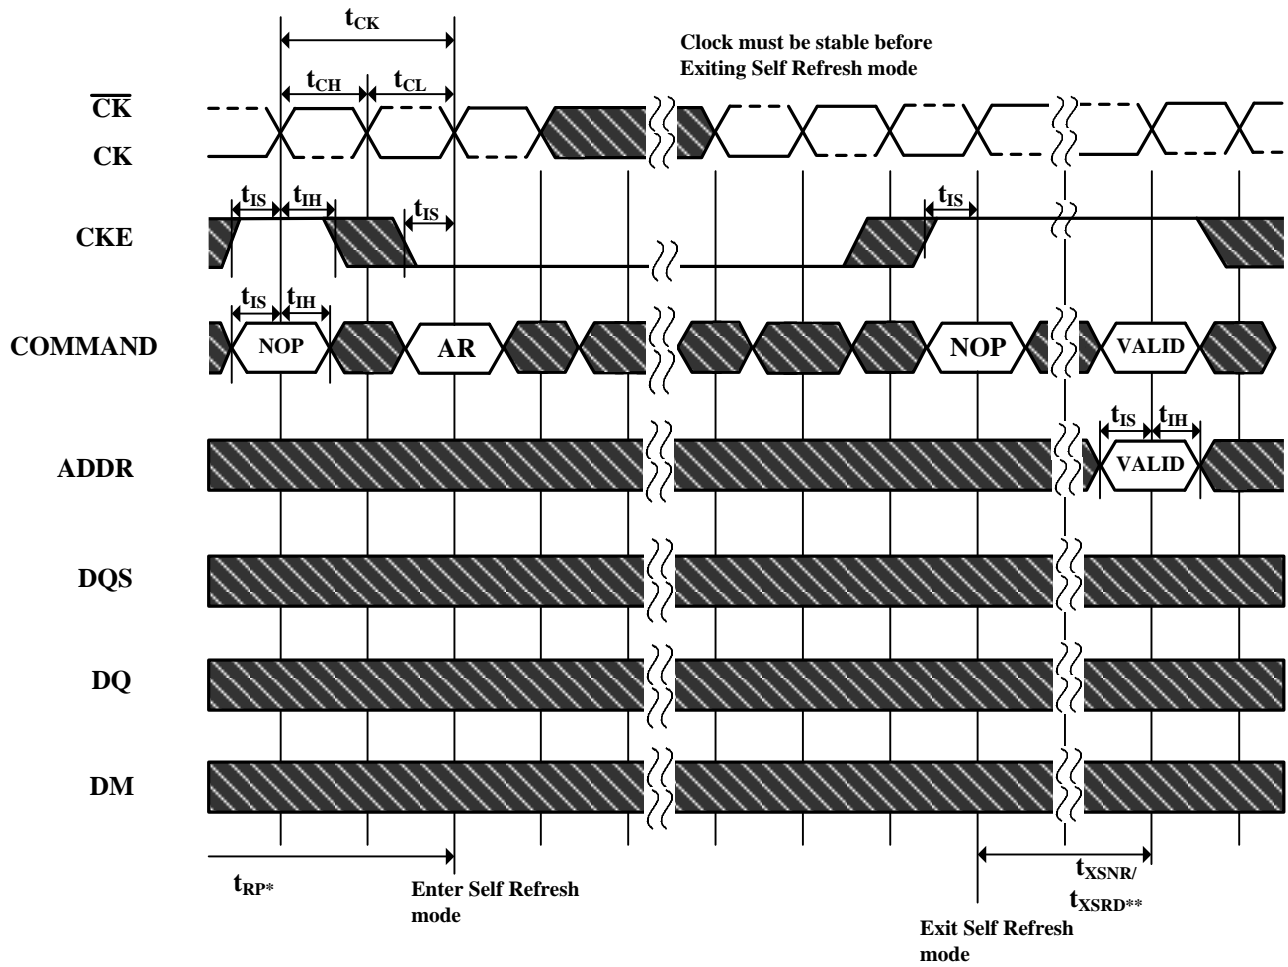 tCK
Clock must be stable before
Exiting Self Refresh mode
tCH
tCL
CK
CK
tIS
tIH
tIS
tIS
CKE
tIS
tIH
COMMAND
NOP
AR
NOP
VALID
tIS
tIH
ADDR
VALID
DQS
DQ
DM
tRP*
Enter Self Refresh
mode
tXSNR/
tXSRD**
Exit Self Refresh
mode